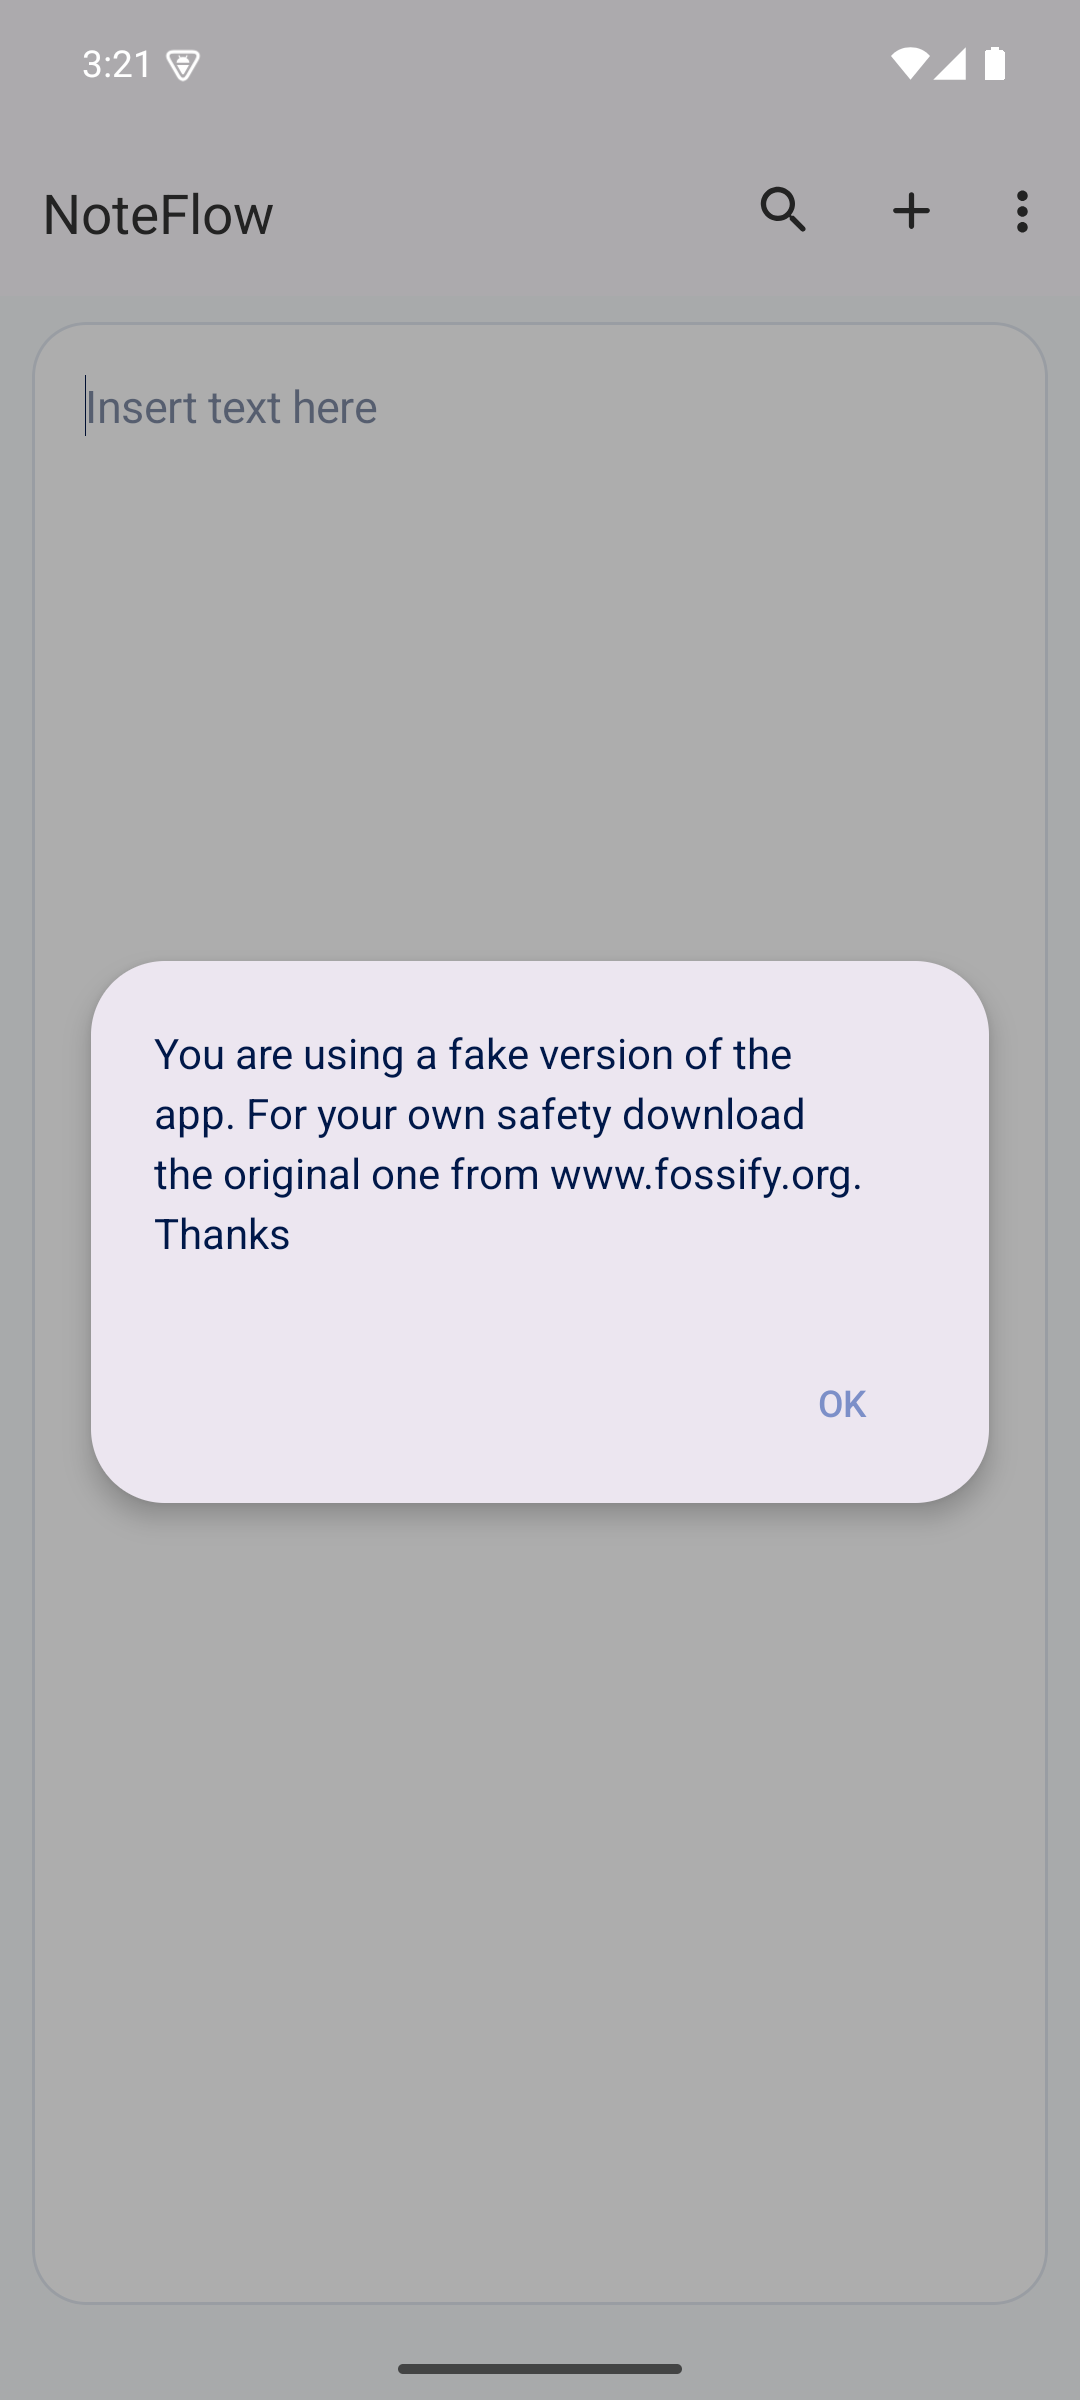 3:21
NoteFlow
Insert text here
You are using a fake version of the
app. For your own safety download
the original one from www.fossify.org.
Thanks
OK